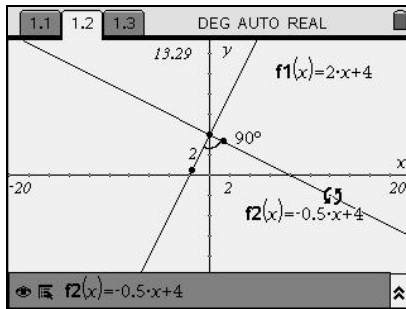 1.1 1.2 1.3 DEG AUTO REAL
13.29 y
f1(x)=2·x+4
90°
2
x
-20 2 20
f2(x)=-0.5·x+4
f2(x)=-0.5·x+4